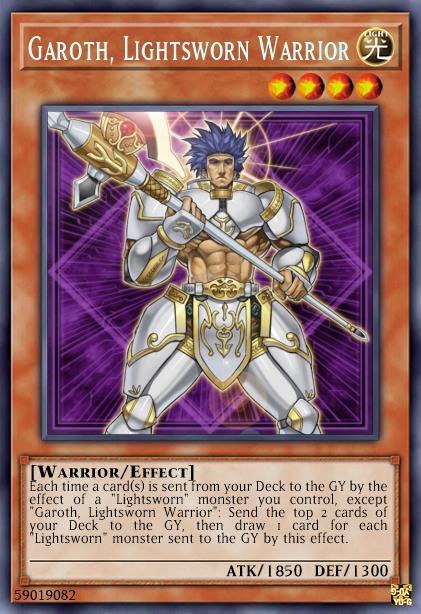 Garoth, Lightsworn Warrior
LIGHT
光
[Warrior/Effect]
Each time a card(s) is sent from your Deck to the GY by the
effect of a "Lightsworn" monster you control, except
"Garoth, Lightsworn Warrior": Send the top 2 cards of
your Deck to the GY, then draw 1 card for each
"Lightsworn" monster sent to the GY by this effect.
ATK/1850 DEF/1300
59019082